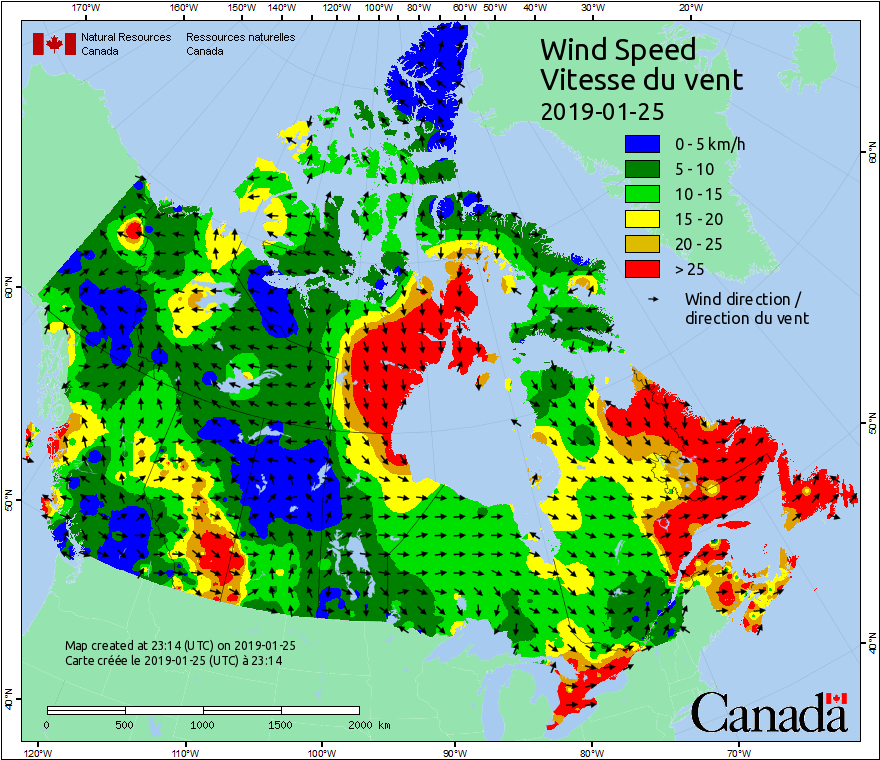 170°W 160°W 150°W 140°W 130°W 120°W 110°W 100°W 90°W 80°W 70°W 60°W 50°W 40°W 30°W 20°W
Natural Resources Ressources naturelles
Canada Canada
Wind Speed
Vitesse du vent
2019-01-25
0 - 5 km/h
5 - 10
10 - 15
15 - 20
20 - 25
> 25
Wind direction /
direction du vent
60°N
60°N
50°N
50°N
40°N
40°N
Map created at 23:14 (UTC) on 2019-01-25
Carte créée le 2019-01-25 (UTC) à 23:14
0 500 1000 1500 2000 km
Canada
120°W 110°W 100°W 90°W 80°W 70°W